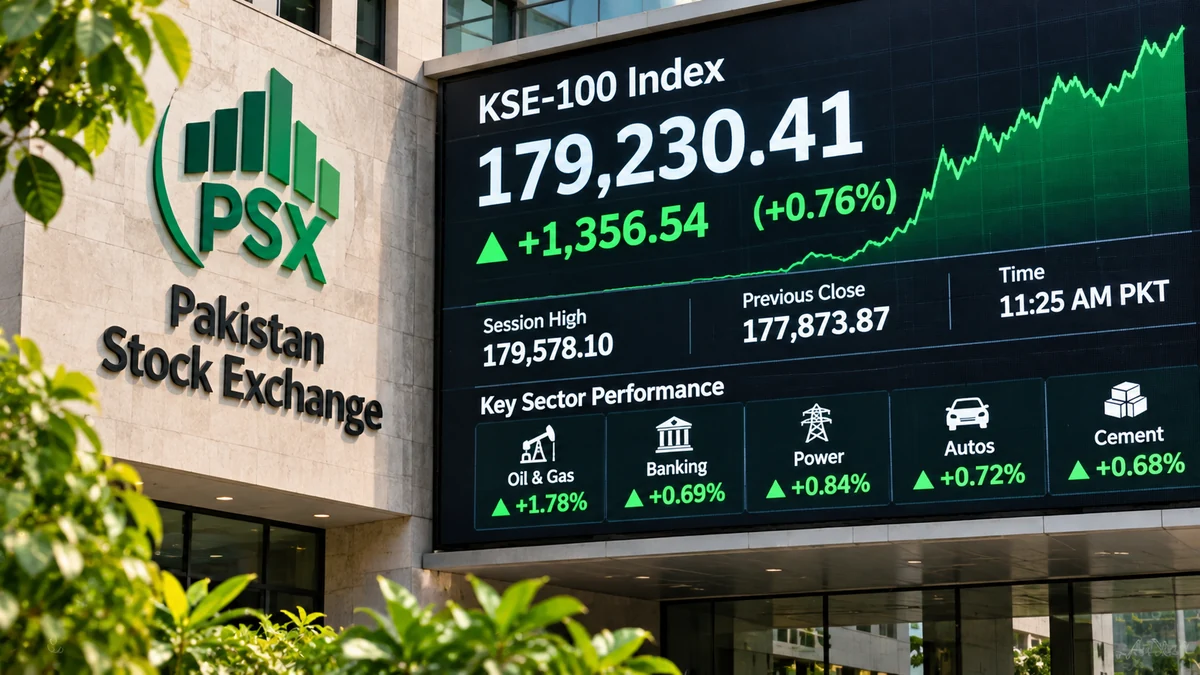 PSX
Pakistan
Stock Exchange
KSE-100 Index
179,230.41
▲ +1,356.54 (+0.76%)
Session High
179,578.10
Previous Close
177,873.87
Time
11:25 AM PKT
Key Sector Performance
Oil & Gas
▲ +1.78%
Banking
▲ +0.69%
Power
▲ +0.84%
Autos
▲ +0.72%
Cement
▲ +0.68%